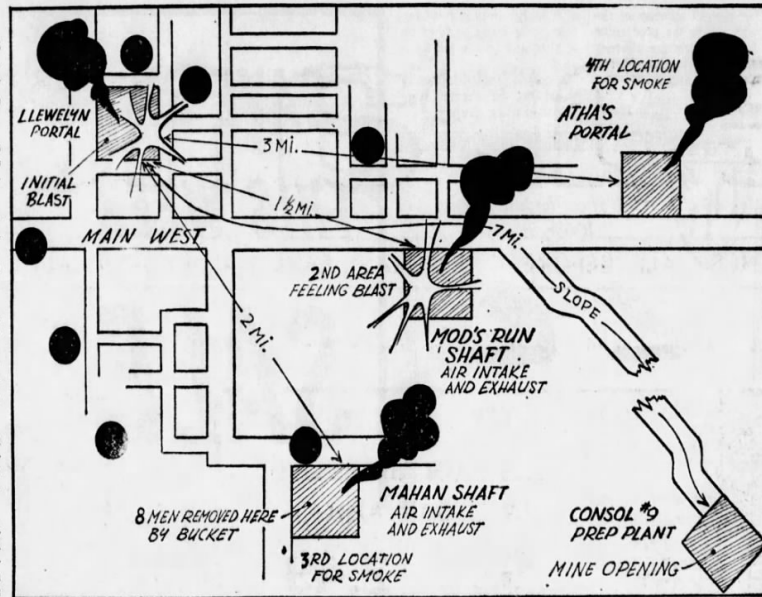 4TH LOCATION
FOR SMOKE
ATHA'S
PORTAL
LLEWELYN
PORTAL
INITIAL
BLAST
3 MI.
1 ½ MI.
MAIN WEST
7 MI.
2ND AREA
FEELING BLAST
SLOPE
2 MI.
MOD'S RUN
SHAFT
AIR INTAKE
AND EXHAUST
8 MEN REMOVED HERE
BY BUCKET
MAHAN SHAFT
AIR INTAKE
AND EXHAUST
3RD LOCATION
FOR SMOKE
CONSOL #9
PREP PLANT
MINE OPENING